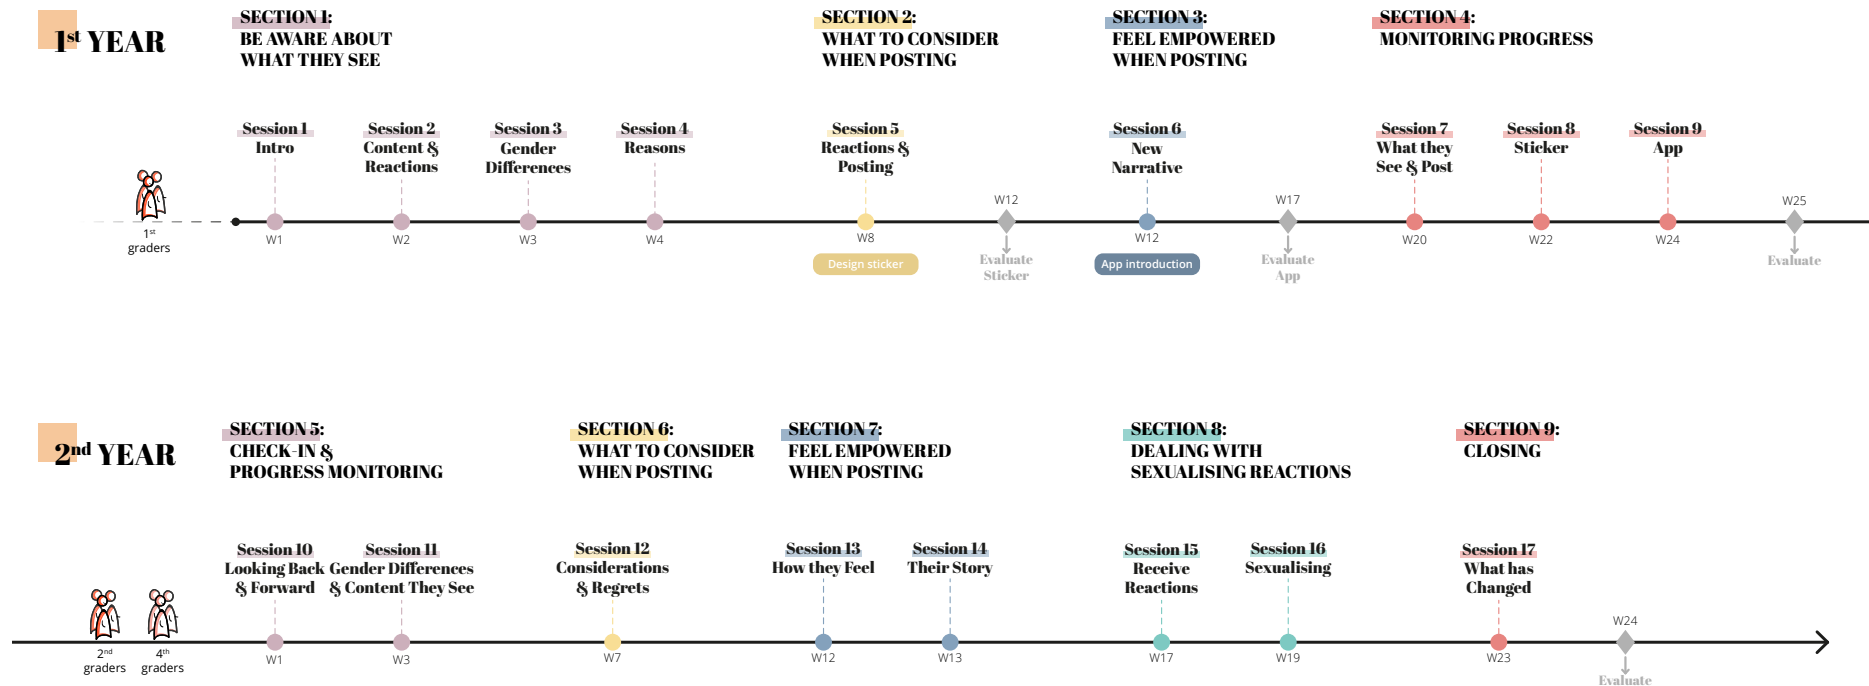 1st YEAR
SECTION 1:
BE AWARE ABOUT
WHAT THEY SEE
SECTION 2:
WHAT TO CONSIDER
WHEN POSTING
SECTION 3:
FEEL EMPOWERED
WHEN POSTING
SECTION 4:
MONITORING PROGRESS
Session 1
Intro
Session 2
Content &
Reactions
Session 3
Gender
Differences
Session 4
Reasons
Session 5
Reactions &
Posting
Session 6
New
Narrative
Session 7
What they
See & Post
Session 8
Sticker
Session 9
App
1st
graders
W1
W2
W3
W4
W8
Design sticker
W12
Evaluate
Sticker
W12
App introduction
W17
Evaluate
App
W20
W22
W24
W25
Evaluate
2nd YEAR
SECTION 5:
CHECK-IN &
PROGRESS MONITORING
SECTION 6:
WHAT TO CONSIDER
WHEN POSTING
SECTION 7:
FEEL EMPOWERED
WHEN POSTING
SECTION 8:
DEALING WITH
SEXUALISING REACTIONS
SECTION 9:
CLOSING
Session 10
Looking Back
& Forward
Session 11
Gender Differences
& Content They See
Session 12
Considerations
& Regrets
Session 13
How they Feel
Session 14
Their Story
Session 15
Receive
Reactions
Session 16
Sexualising
Session 17
What has
Changed
2nd
graders
4th
graders
W1
W3
W7
W12
W13
W17
W19
W23
W24
Evaluate